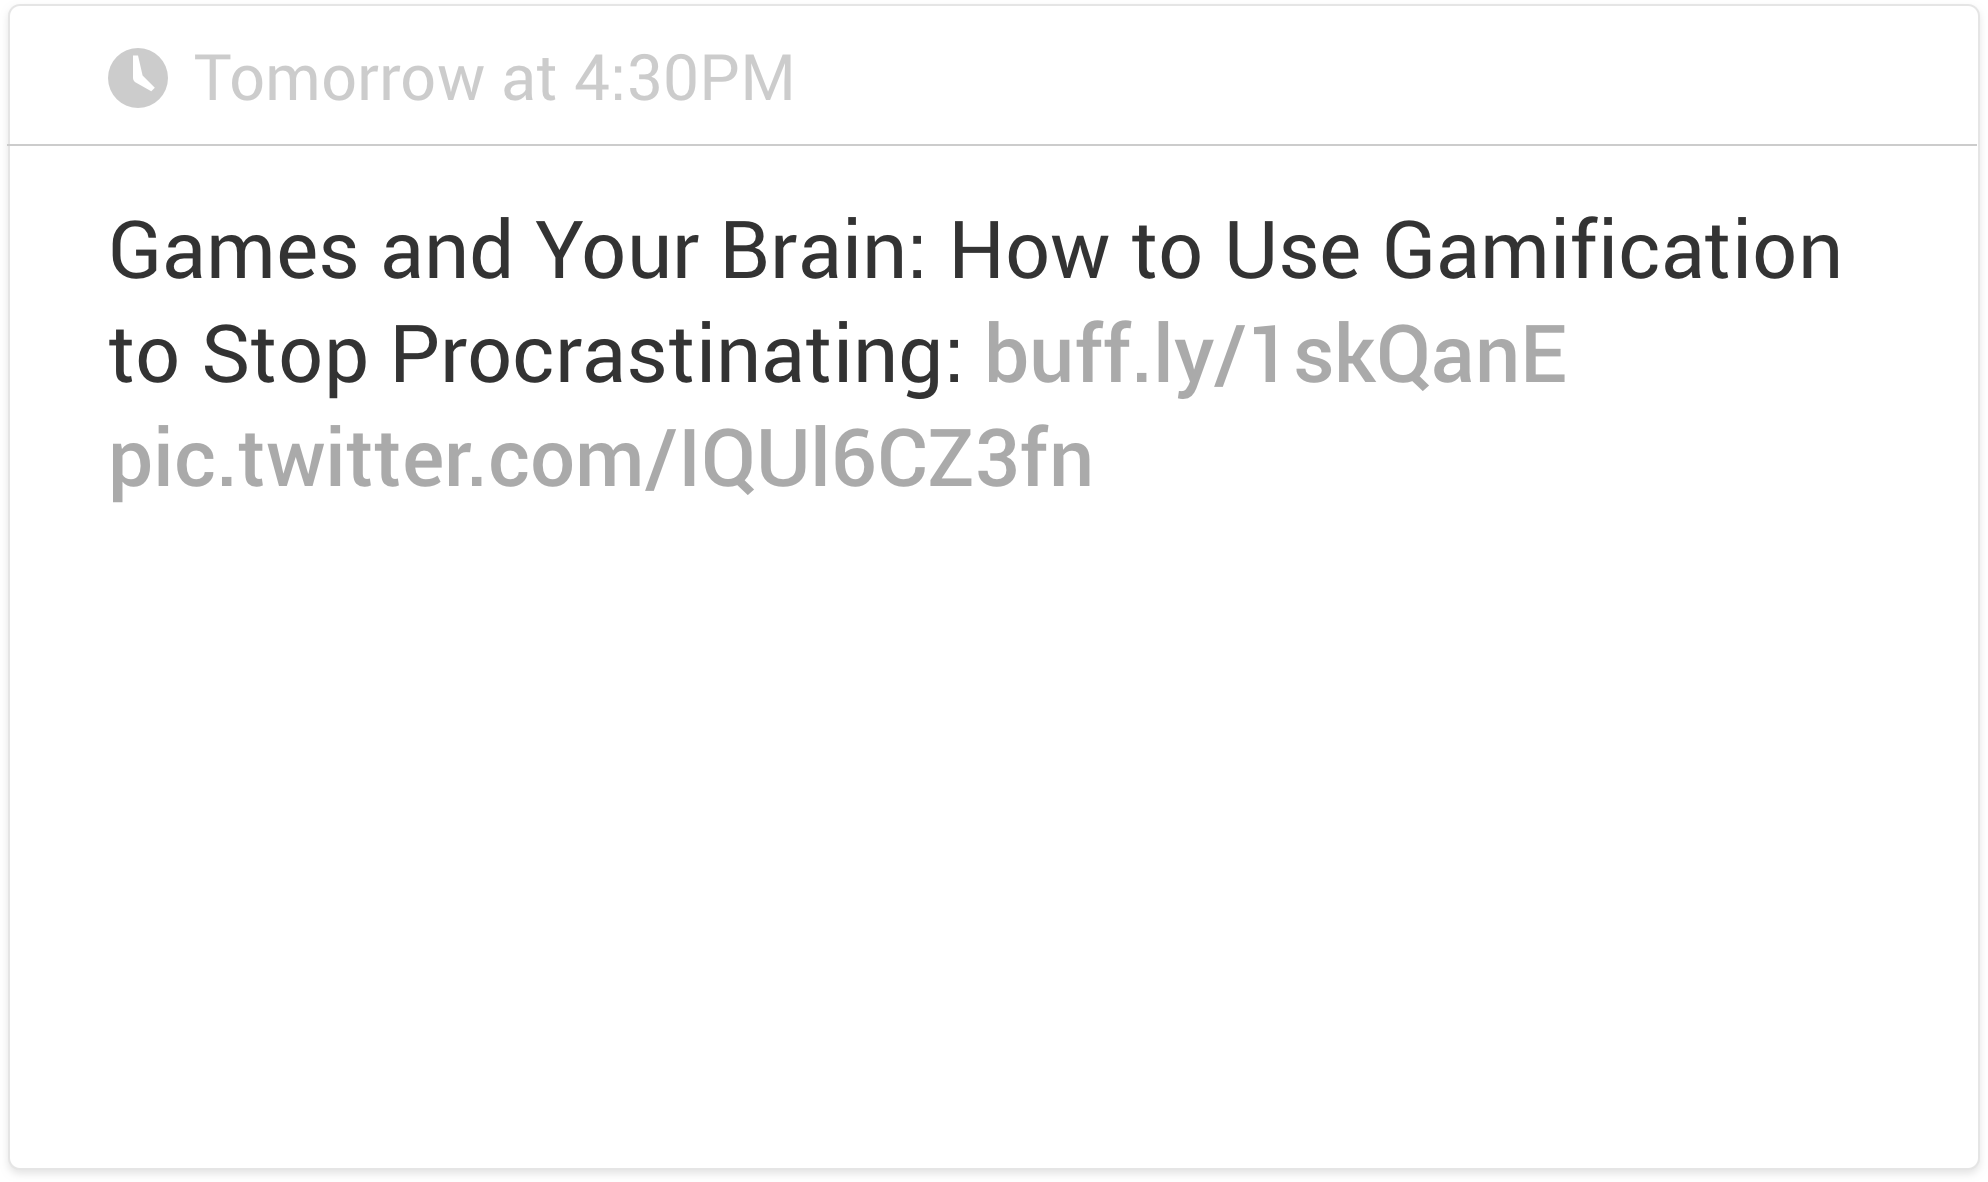 Tomorrow at 4:30PM
Games and Your Brain: How to Use Gamification
to Stop Procrastinating: buff.ly/1skQanE
pic.twitter.com/IQUl6CZ3fn